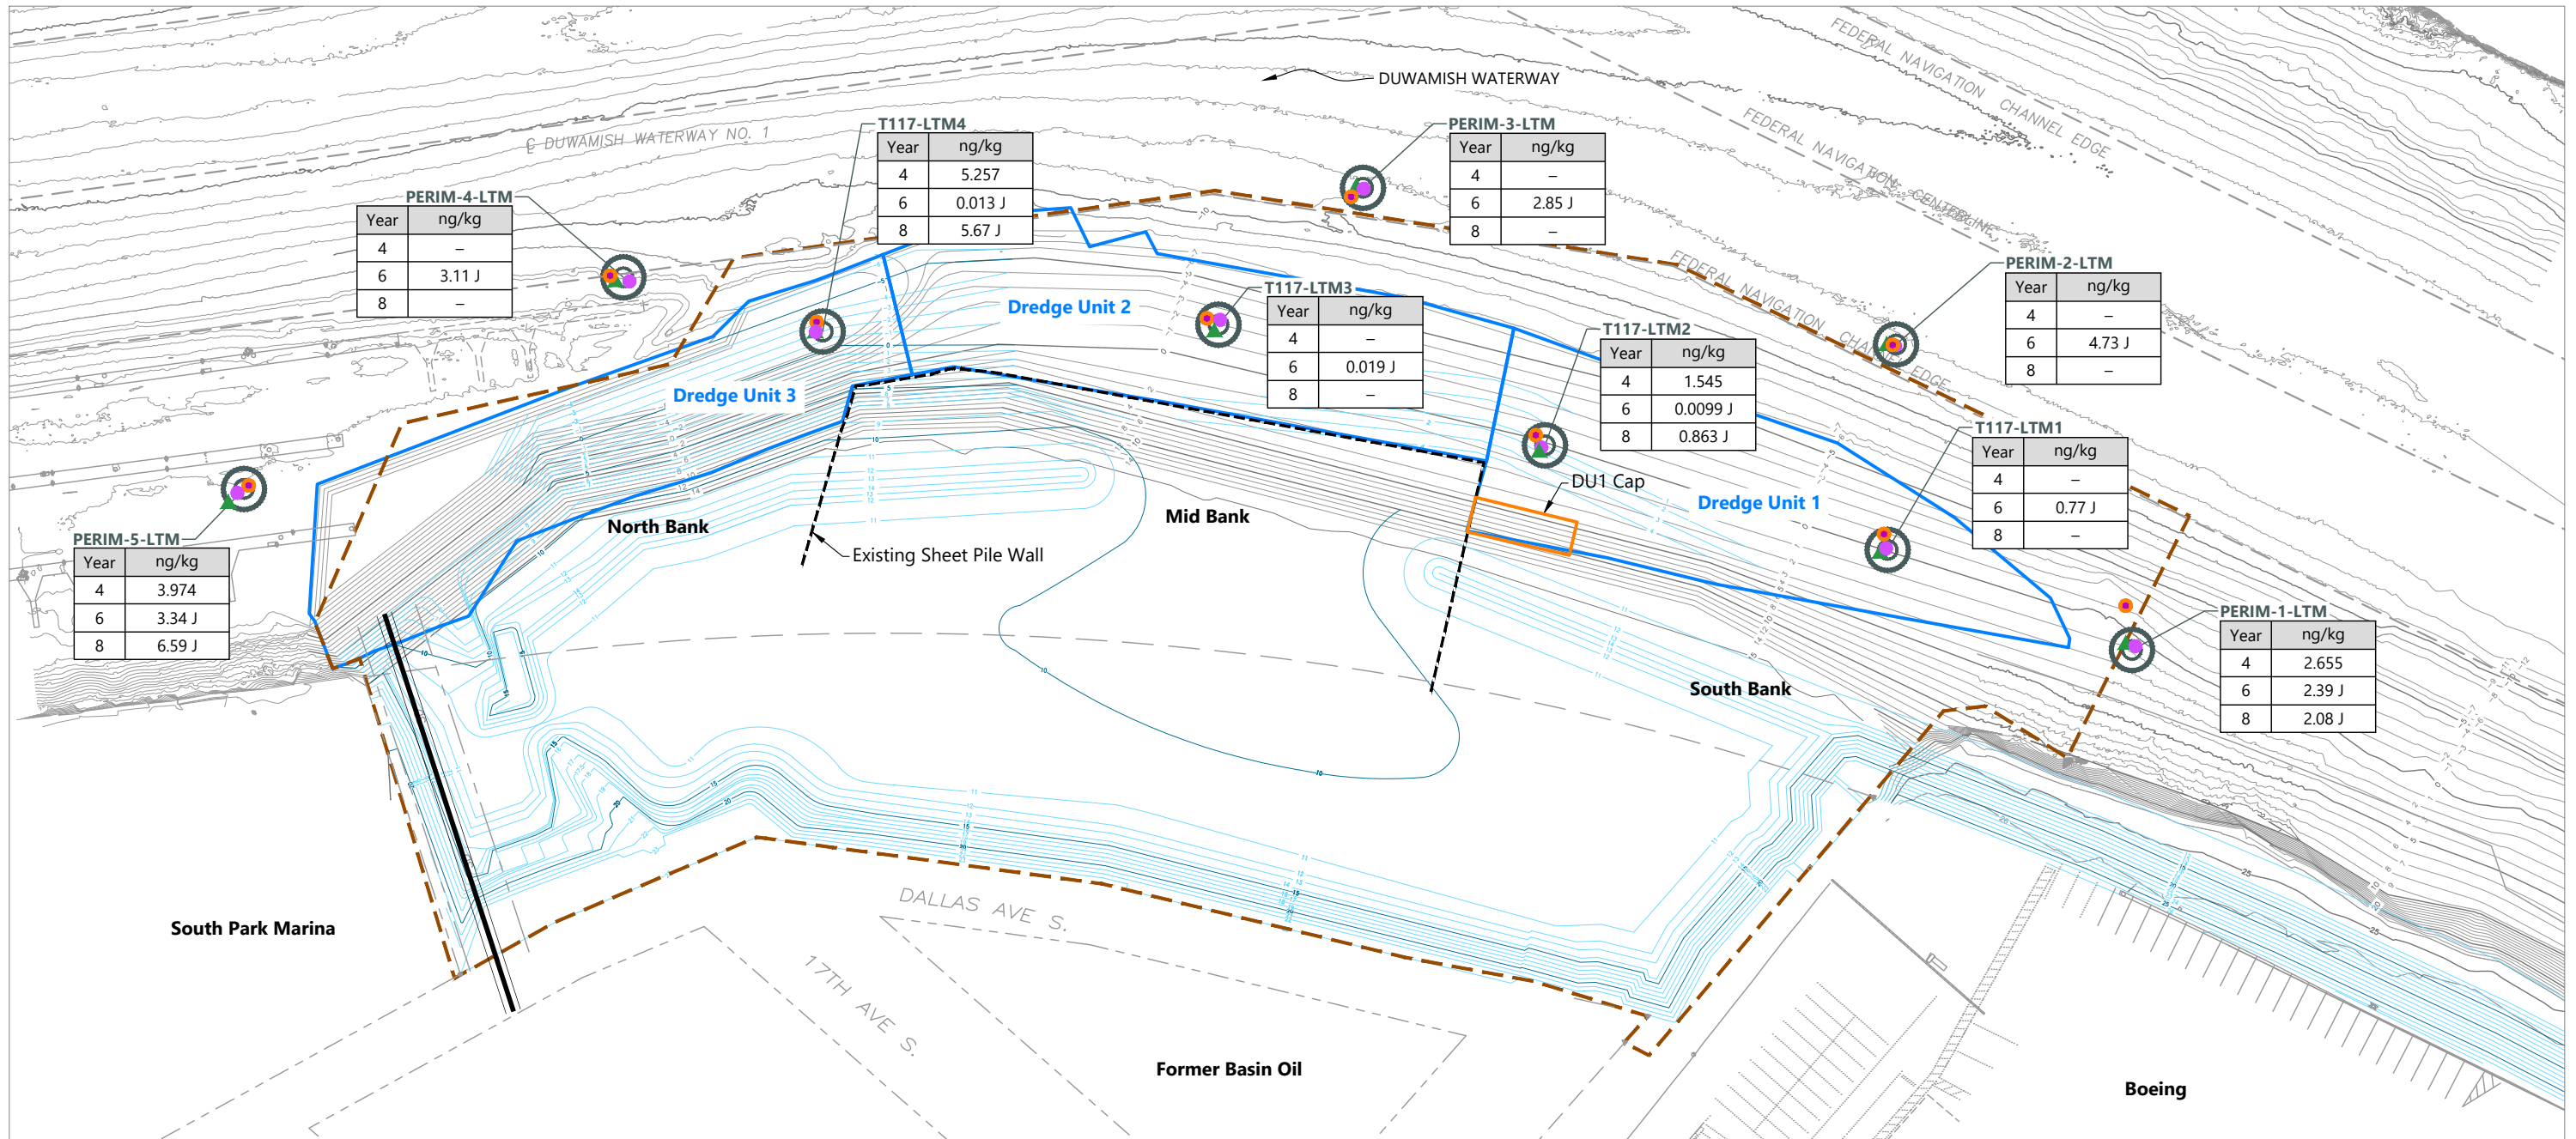 FEDERAL NAVIGATION CHANNEL EDGE
DUWAMISH WATERWAY
FEDERAL NAVIGATION CENTERLINE
℄ DUWAMISH WATERWAY NO. 1
T117-LTM4
Year ng/kg
4 5.257
6 0.013 J
8 5.67 J
PERIM-3-LTM
Year ng/kg
4 –
6 2.85 J
8 –
PERIM-4-LTM
Year ng/kg
4 –
6 3.11 J
8 –
FEDERAL NAVIGATION CHANNEL EDGE
PERIM-2-LTM
Year ng/kg
4 –
6 4.73 J
8 –
T117-LTM3
Year ng/kg
4 –
6 0.019 J
8 –
Dredge Unit 2
T117-LTM2
Year ng/kg
4 1.545
6 0.0099 J
8 0.863 J
Dredge Unit 3
T117-LTM1
Year ng/kg
4 –
6 0.77 J
8 –
DU1 Cap
Dredge Unit 1
North Bank
Mid Bank
Existing Sheet Pile Wall
PERIM-5-LTM
Year ng/kg
4 3.974
6 3.34 J
8 6.59 J
PERIM-1-LTM
Year ng/kg
4 2.655
6 2.39 J
8 2.08 J
South Bank
DALLAS AVE S.
South Park Marina
17TH AVE S.
Former Basin Oil
Boeing